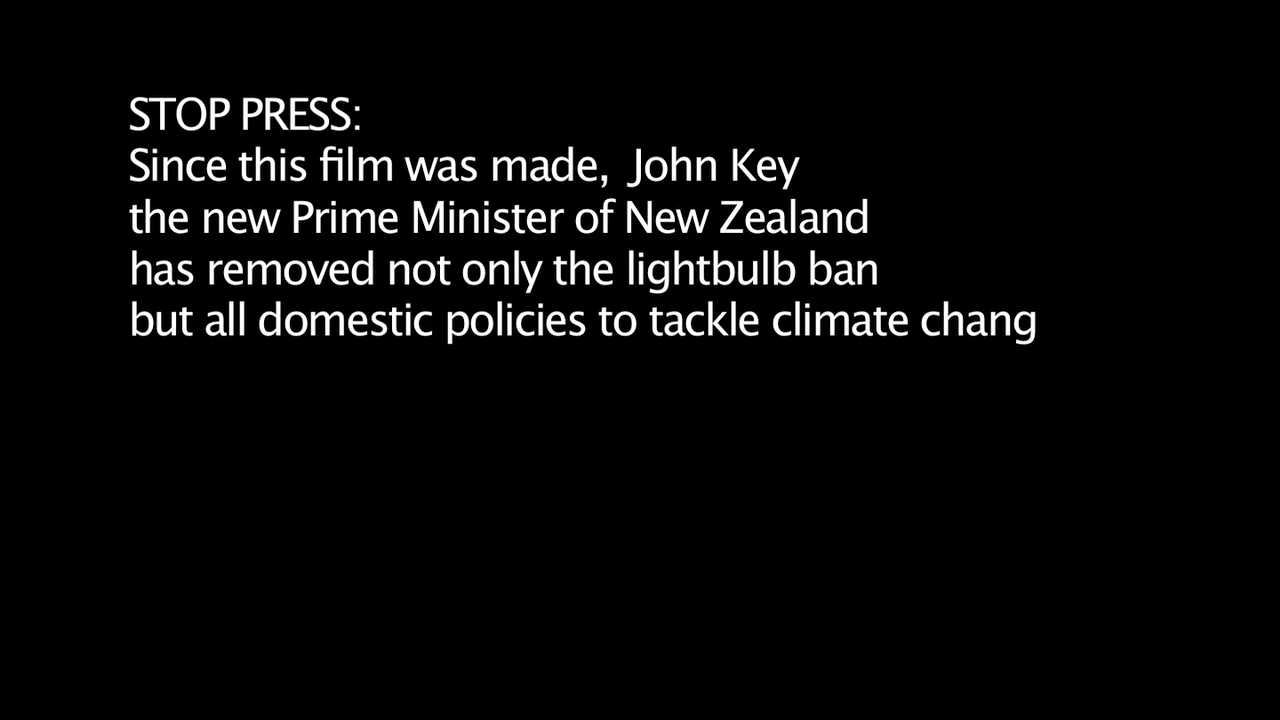 STOP PRESS:
Since this film was made,  John Key
the new Prime Minister of New Zealand
has removed not only the lightbulb ban
but all domestic policies to tackle climate chang